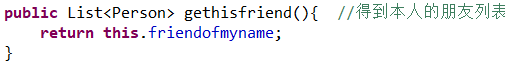 public List<Person> gethisfriend(){  //得到本人的朋友列表
    return this.friendofmyname;
}